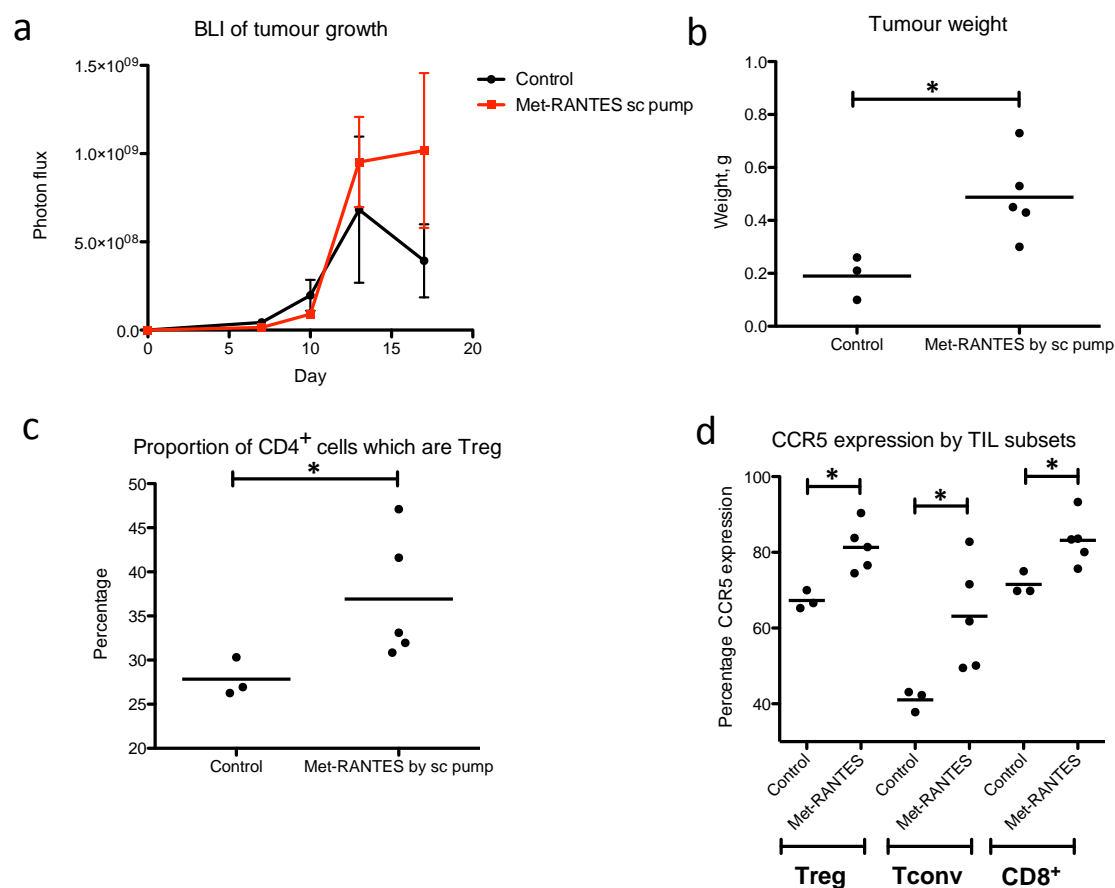 a
BLI of tumour growth
1.5×10⁰⁹
1.0×10⁰⁹
5.0×10⁰⁸
0.0
Photon flux
0 5 10 15 20
Day
Control
Met-RANTES sc pump
b
Tumour weight
*
1.0
0.8
0.6
0.4
0.2
0.0
Weight, g
Control Met-RANTES by sc pump
c
Proportion of CD4⁺ cells which are Treg
*
50
45
40
35
30
25
20
Percentage
Control Met-RANTES by sc pump
d
CCR5 expression by TIL subsets
* * *
100
80
60
40
Percentage CCR5 expression
Control Met-RANTES Control Met-RANTES Control Met-RANTES
Treg Tconv CD8⁺